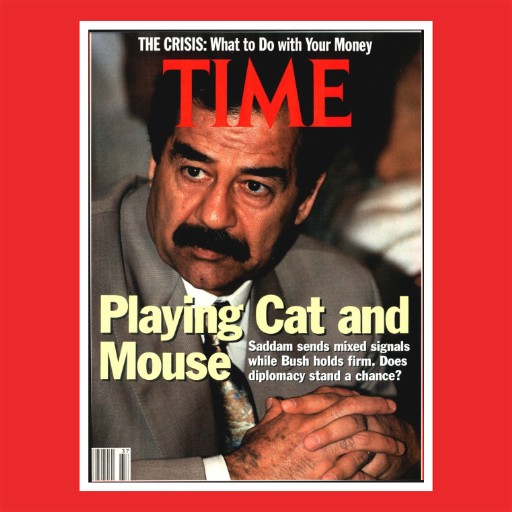 THE CRISIS: What to Do with Your Money
TIME
Playing Cat and
Mouse
Saddam sends mixed signals
while Bush holds firm. Does
diplomacy stand a chance?
37